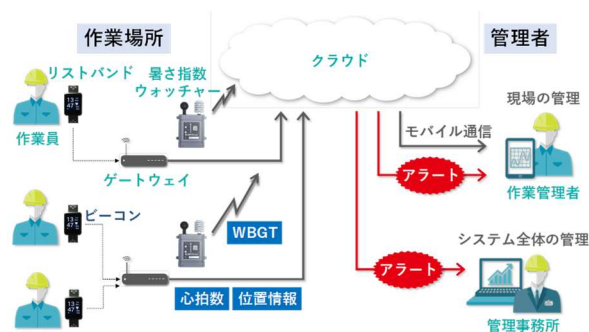 作業場所
管理者
クラウド
リストバンド
暑さ指数
ウォッチャー
作業員
ゲートウェイ
モバイル通信
現場の管理
アラート
作業管理者
ビーコン
WBGT
システム全体の管理
アラート
心拍数
位置情報
管理事務所